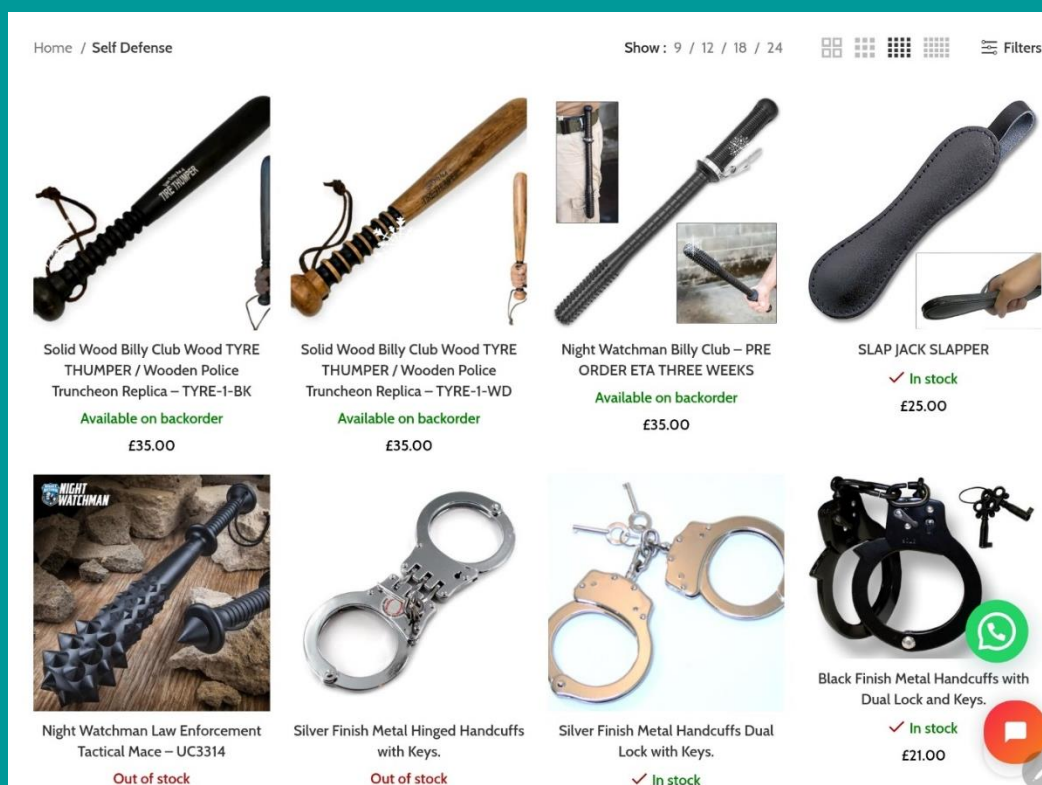 Home / Self Defense
Show : 9 / 12 / 18 / 24
Filters
TIRE THUMPER
Solid Wood Billy Club Wood TYRE
THUMPER / Wooden Police
Truncheon Replica – TYRE-1-BK
Available on backorder
£35.00
Solid Wood Billy Club Wood TYRE
THUMPER / Wooden Police
Truncheon Replica – TYRE-1-WD
Available on backorder
£35.00
Night Watchman Billy Club – PRE
ORDER ETA THREE WEEKS
Available on backorder
£35.00
SLAP JACK SLAPPER
In stock
£25.00
NIGHT
WATCHMAN
Night Watchman Law Enforcement
Tactical Mace – UC3314
Out of stock
Silver Finish Metal Hinged Handcuffs
with Keys.
Out of stock
Silver Finish Metal Handcuffs Dual
Lock with Keys.
In stock
Black Finish Metal Handcuffs with
Dual Lock and Keys.
In stock
£21.00